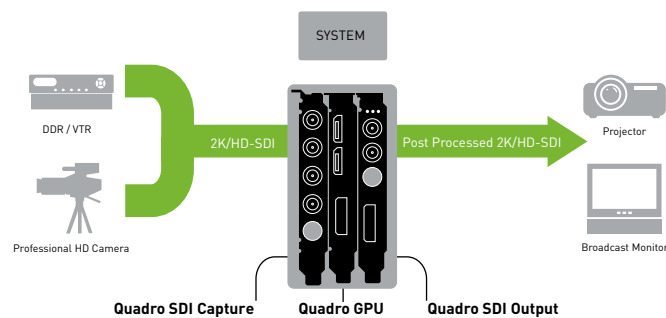 SYSTEM
DDR / VTR
2K/HD-SDI
Post Processed 2K/HD-SDI
Projector
Professional HD Camera
Broadcast Monitor
Quadro SDI Capture
Quadro GPU
Quadro SDI Output